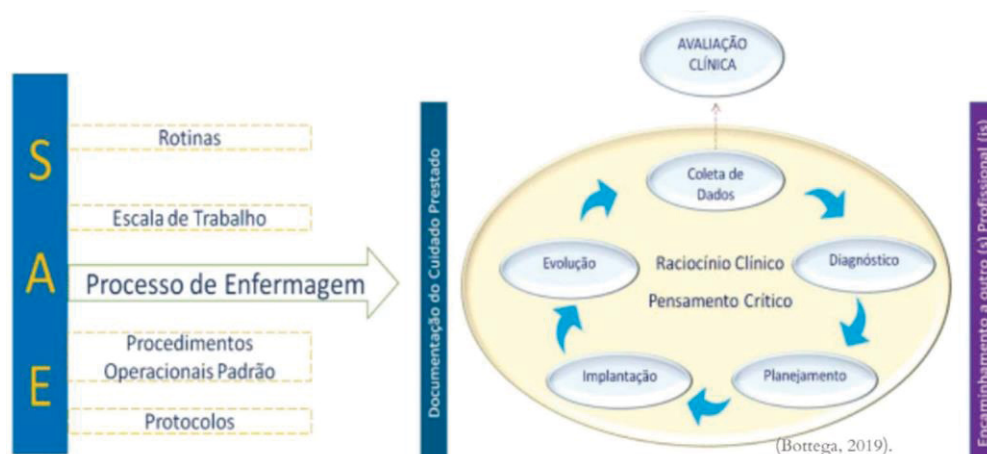 S
A
E
Rotinas
Escala de Trabalho
Processo de Enfermagem
Procedimentos
Operacionais Padrão
Protocolos
Documentação do Cuidado Prestado
AVALIAÇÃO
CLÍNICA
Coleta de
Dados
Diagnóstico
Planejamento
Implantação
Evolução
Raciocínio Clínico
Pensamento Crítico
(Bottega, 2019).
Encaminhamento a outro (s) Profissional (is)